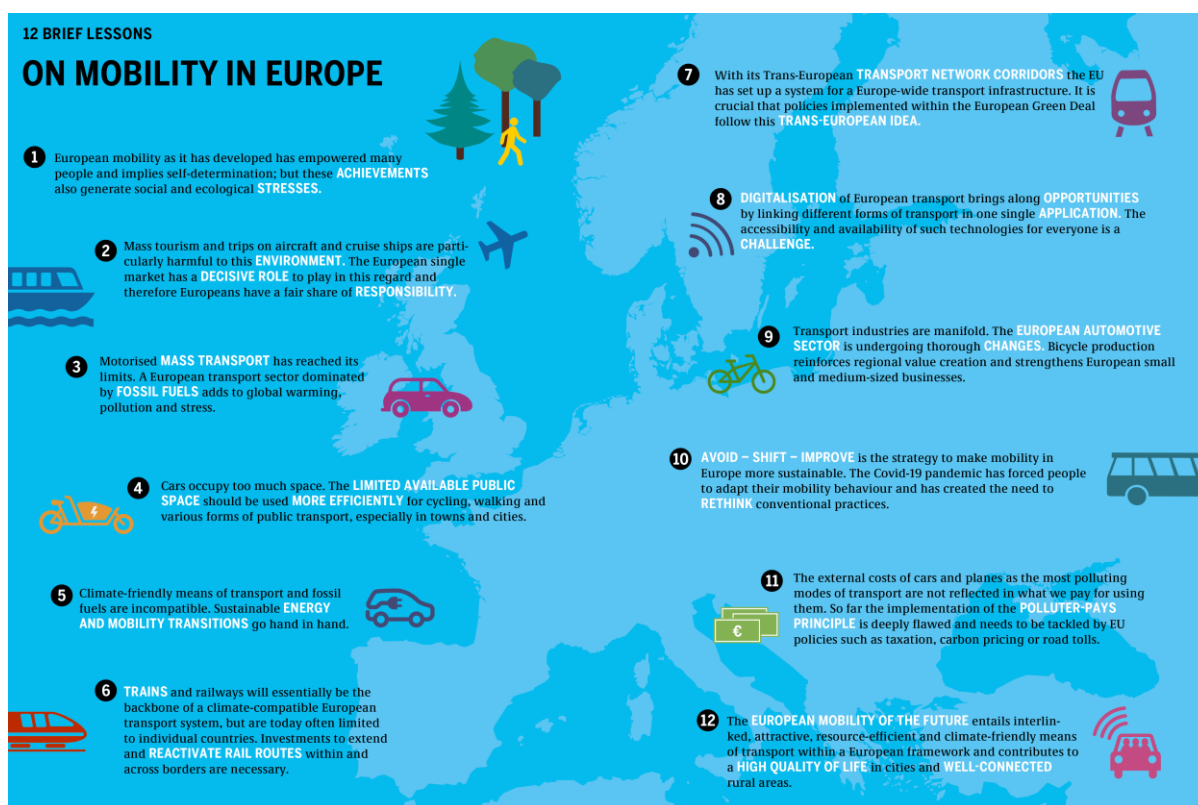 12 BRIEF LESSONS
ON MOBILITY IN EUROPE
1 European mobility as it has developed has empowered many
people and implies self-determination; but these ACHIEVEMENTS
also generate social and ecological STRESSES.
2 Mass tourism and trips on aircraft and cruise ships are parti-
cularly harmful to this ENVIRONMENT. The European single
market has a DECISIVE ROLE to play in this regard and
therefore Europeans have a fair share of RESPONSIBILITY.
3 Motorised MASS TRANSPORT has reached its
limits. A European transport sector dominated
by FOSSIL FUELS adds to global warming,
pollution and stress.
4 Cars occupy too much space. The LIMITED AVAILABLE PUBLIC
SPACE should be used MORE EFFICIENTLY for cycling, walking and
various forms of public transport, especially in towns and cities.
5 Climate-friendly means of transport and fossil
fuels are incompatible. Sustainable ENERGY
AND MOBILITY TRANSITIONS go hand in hand.
6 TRAINS and railways will essentially be the
backbone of a climate-compatible European
transport system, but are today often limited
to individual countries. Investments to extend
and REACTIVATE RAIL ROUTES within and
across borders are necessary.
7 With its Trans-European TRANSPORT NETWORK CORRIDORS the EU
has set up a system for a Europe-wide transport infrastructure. It is
crucial that policies implemented within the European Green Deal
follow this TRANS-EUROPEAN IDEA.
8 DIGITALISATION of European transport brings along OPPORTUNITIES
by linking different forms of transport in one single APPLICATION. The
accessibility and availability of such technologies for everyone is a
CHALLENGE.
9 Transport industries are manifold. The EUROPEAN AUTOMOTIVE
SECTOR is undergoing thorough CHANGES. Bicycle production
reinforces regional value creation and strengthens European small
and medium-sized businesses.
10 AVOID – SHIFT – IMPROVE is the strategy to make mobility in
Europe more sustainable. The Covid-19 pandemic has forced people
to adapt their mobility behaviour and has created the need to
RETHINK conventional practices.
11 The external costs of cars and planes as the most polluting
modes of transport are not reflected in what we pay for using
them. So far the implementation of the POLLUTER-PAYS
PRINCIPLE is deeply flawed and needs to be tackled by EU
policies such as taxation, carbon pricing or road tolls.
€
12 The EUROPEAN MOBILITY OF THE FUTURE entails interlin-
ked, attractive, resource-efficient and climate-friendly means
of transport within a European framework and contributes to
a HIGH QUALITY OF LIFE in cities and WELL-CONNECTED
rural areas.